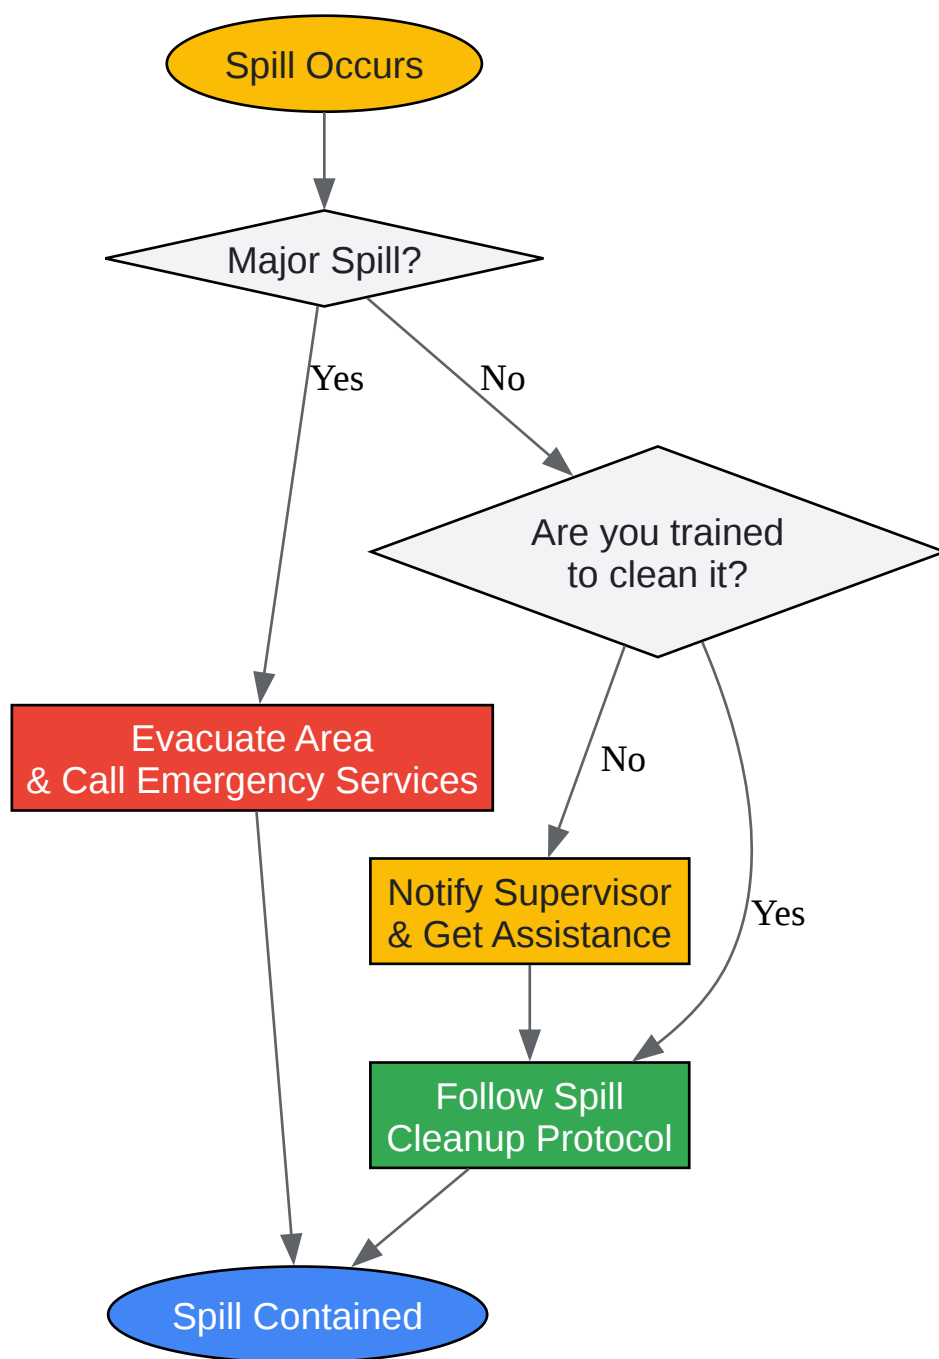 Spill Occurs
Major Spill?
Yes
No
Are you trained
to clean it?
Evacuate Area
& Call Emergency Services
No
Notify Supervisor
& Get Assistance
Yes
Follow Spill
Cleanup Protocol
Spill Contained